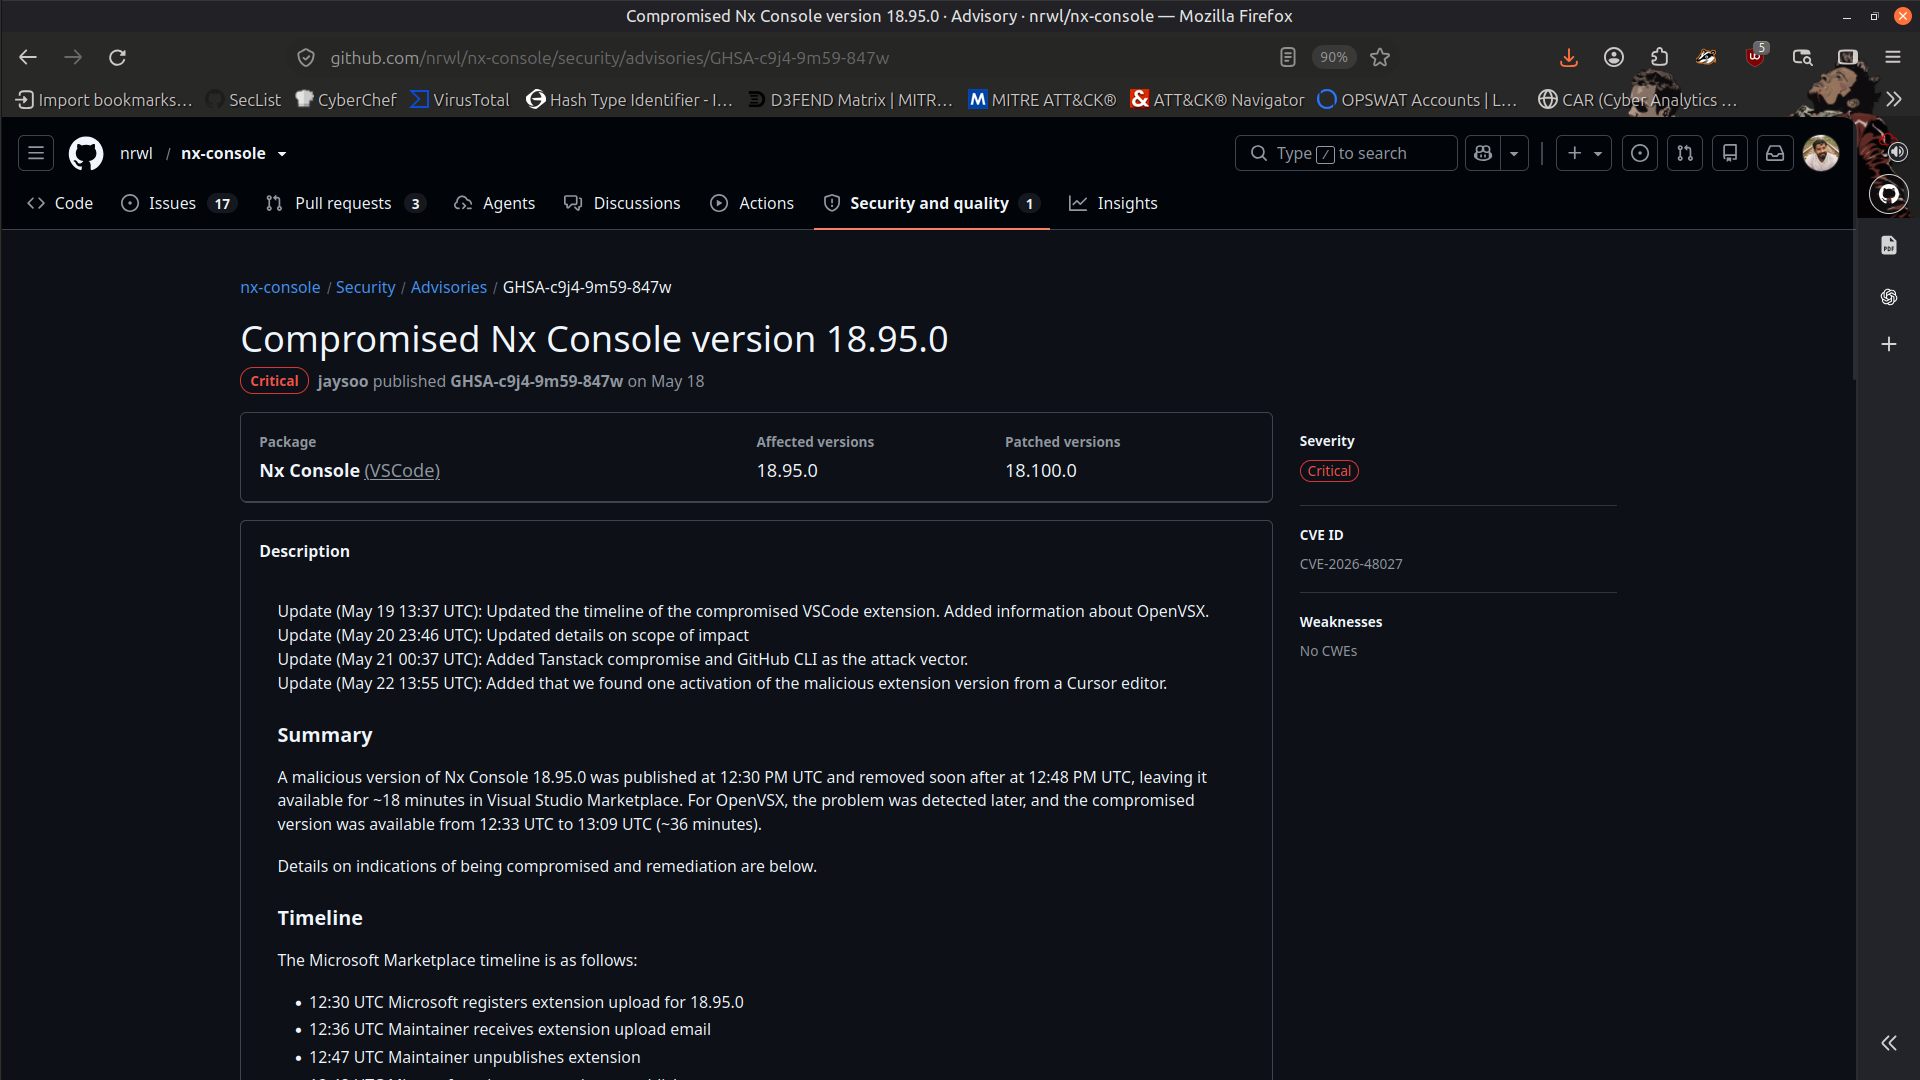 Compromised Nx Console version 18.95.0 · Advisory · nrwl/nx-console — Mozilla Firefox
github.com/nrwl/nx-console/security/advisories/GHSA-c9j4-9m59-847w
90%
5
Import bookmarks…
SecList
CyberChef
VirusTotal
Hash Type Identifier - I…
D3FEND Matrix | MITR…
MITRE ATT&CK®
ATT&CK® Navigator
OPSWAT Accounts | L…
CAR (Cyber Analytics …
nrwl / nx-console
Type / to search
Code
Issues 17
Pull requests 3
Agents
Discussions
Actions
Security and quality 1
Insights
nx-console / Security / Advisories / GHSA-c9j4-9m59-847w
Compromised Nx Console version 18.95.0
Critical jaysoo published GHSA-c9j4-9m59-847w on May 18
Package
Nx Console (VSCode)
Affected versions
18.95.0
Patched versions
18.100.0
Severity
Critical
CVE ID
CVE-2026-48027
Weaknesses
No CWEs
Description
Update (May 19 13:37 UTC): Updated the timeline of the compromised VSCode extension. Added information about OpenVSX.
Update (May 20 23:46 UTC): Updated details on scope of impact
Update (May 21 00:37 UTC): Added Tanstack compromise and GitHub CLI as the attack vector.
Update (May 22 13:55 UTC): Added that we found one activation of the malicious extension version from a Cursor editor.
Summary
A malicious version of Nx Console 18.95.0 was published at 12:30 PM UTC and removed soon after at 12:48 PM UTC, leaving it
available for ~18 minutes in Visual Studio Marketplace. For OpenVSX, the problem was detected later, and the compromised
version was available from 12:33 UTC to 13:09 UTC (~36 minutes).
Details on indications of being compromised and remediation are below.
Timeline
The Microsoft Marketplace timeline is as follows:
• 12:30 UTC Microsoft registers extension upload for 18.95.0
• 12:36 UTC Maintainer receives extension upload email
• 12:47 UTC Maintainer unpublishes extension